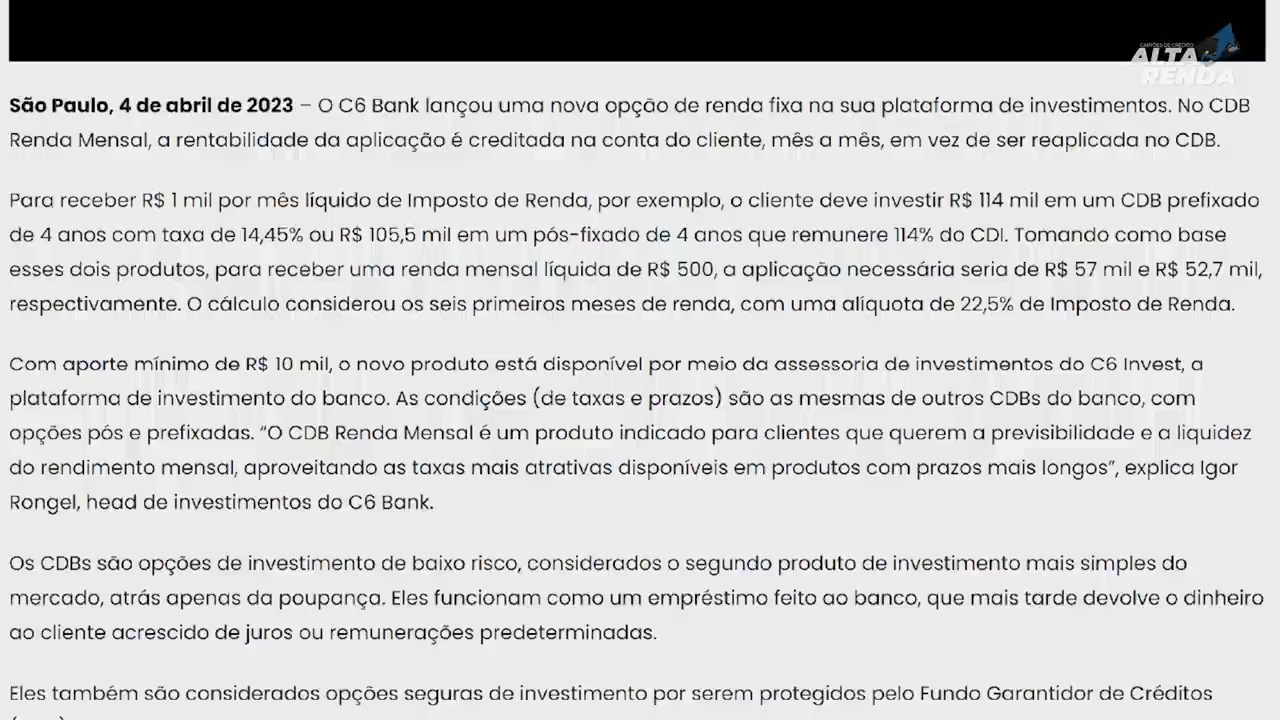 CARTÕES DE CRÉDITO
ALTA
RENDA
São Paulo, 4 de abril de 2023 – O C6 Bank lançou uma nova opção de renda fixa na sua plataforma de investimentos. No CDB
Renda Mensal, a rentabilidade da aplicação é creditada na conta do cliente, mês a mês, em vez de ser reaplicada no CDB.
Para receber R$ 1 mil por mês líquido de Imposto de Renda, por exemplo, o cliente deve investir R$ 114 mil em um CDB prefixado
de 4 anos com taxa de 14,45% ou R$ 105,5 mil em um pós-fixado de 4 anos que remunere 114% do CDI. Tomando como base
esses dois produtos, para receber uma renda mensal líquida de R$ 500, a aplicação necessária seria de R$ 57 mil e R$ 52,7 mil,
respectivamente. O cálculo considerou os seis primeiros meses de renda, com uma alíquota de 22,5% de Imposto de Renda.
Com aporte mínimo de R$ 10 mil, o novo produto está disponível por meio da assessoria de investimentos do C6 Invest, a
plataforma de investimento do banco. As condições (de taxas e prazos) são as mesmas de outros CDBs do banco, com
opções pós e prefixadas. “O CDB Renda Mensal é um produto indicado para clientes que querem a previsibilidade e a liquidez
do rendimento mensal, aproveitando as taxas mais atrativas disponíveis em produtos com prazos mais longos”, explica Igor
Rongel, head de investimentos do C6 Bank.
Os CDBs são opções de investimento de baixo risco, considerados o segundo produto de investimento mais simples do
mercado, atrás apenas da poupança. Eles funcionam como um empréstimo feito ao banco, que mais tarde devolve o dinheiro
ao cliente acrescido de juros ou remunerações predeterminadas.
Eles também são considerados opções seguras de investimento por serem protegidos pelo Fundo Garantidor de Créditos